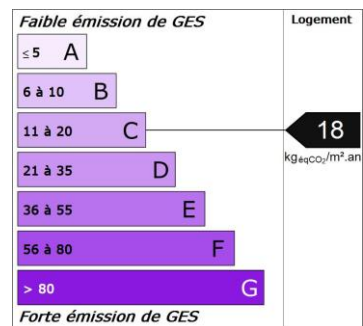 Faible émission de GES
Logement
≤ 5 A
6 à 10 B
11 à 20 C
18
kgéqCO₂/m².an
21 à 35 D
36 à 55 E
56 à 80 F
> 80 G
Forte émission de GES